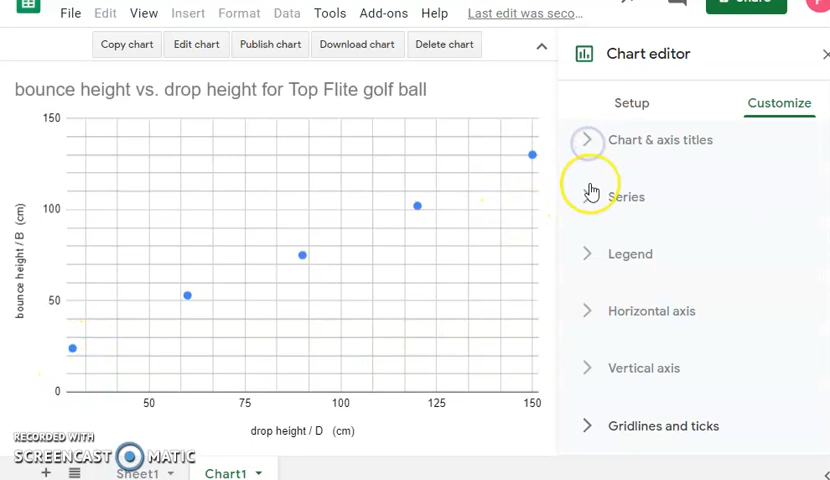 File Edit View Insert Format Data Tools Add-ons Help Last edit was seco...
Copy chart Edit chart Publish chart Download chart Delete chart
Chart editor
Setup Customize
bounce height vs. drop height for Top Flite golf ball
150
100
50
0
bounce height / B (cm)
50 75 100 125 150
drop height / D (cm)
Chart & axis titles
Series
Legend
Horizontal axis
Vertical axis
Gridlines and ticks
RECORDED WITH
SCREENCAST MATIC
Sheet1 Chart1